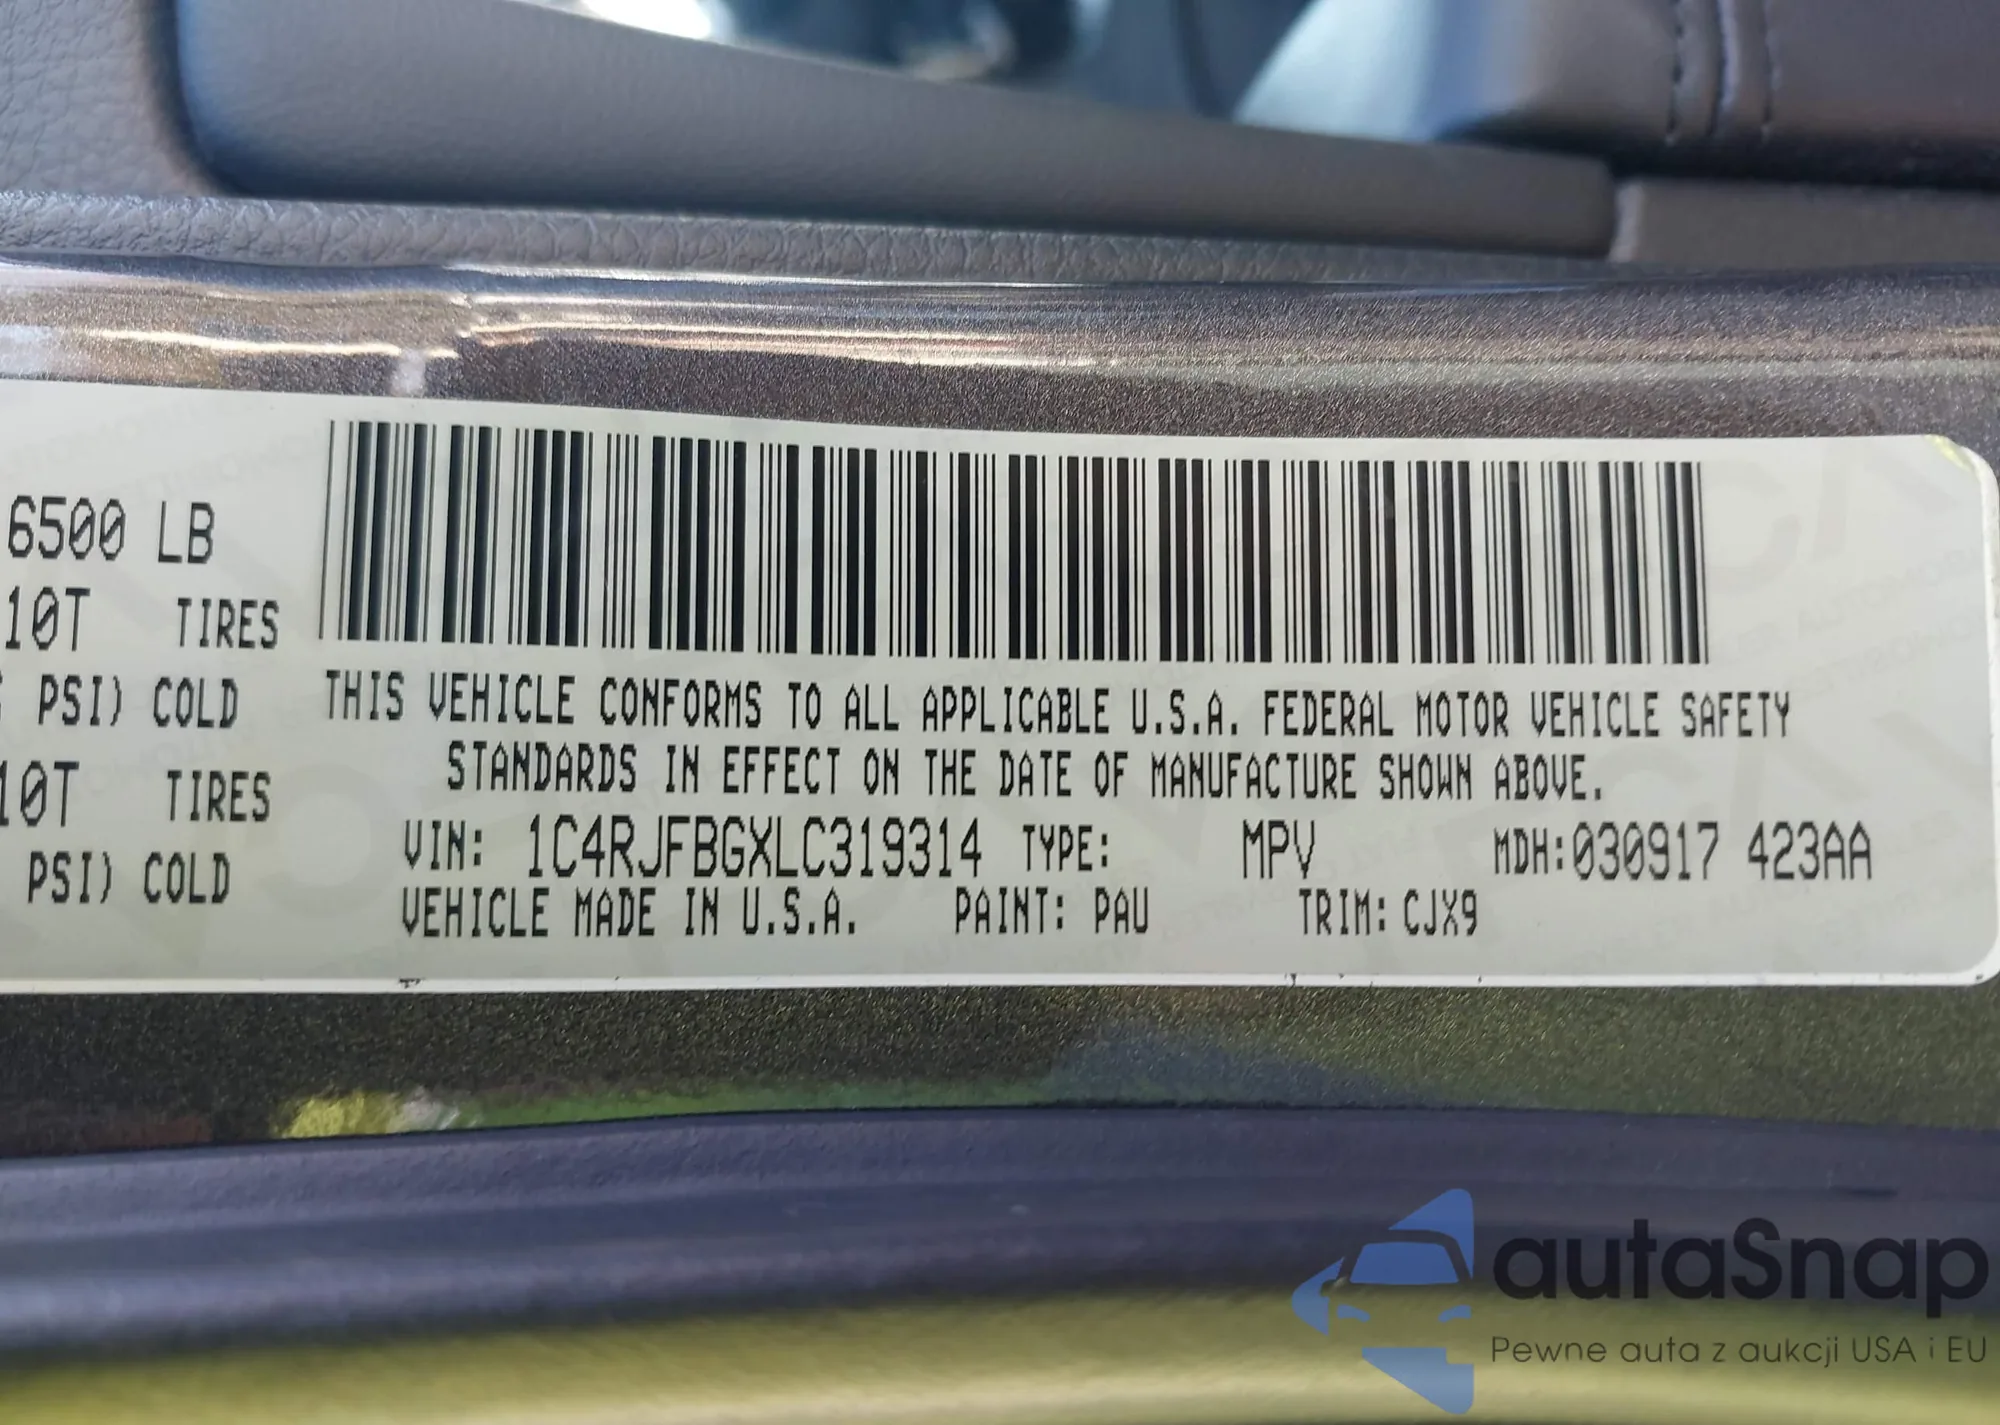 6500 LB
10T TIRES
PSI) COLD
10T TIRES
PSI) COLD
THIS VEHICLE CONFORMS TO ALL APPLICABLE U.S.A. FEDERAL MOTOR VEHICLE SAFETY
STANDARDS IN EFFECT ON THE DATE OF MANUFACTURE SHOWN ABOVE.
VIN: 1C4RJFBGXLC319314 TYPE: MPV MDH:030917 423AA
VEHICLE MADE IN U.S.A. PAINT: PAU TRIM: CJX9
autaSnap
Pewne auta z aukcji USA i EU